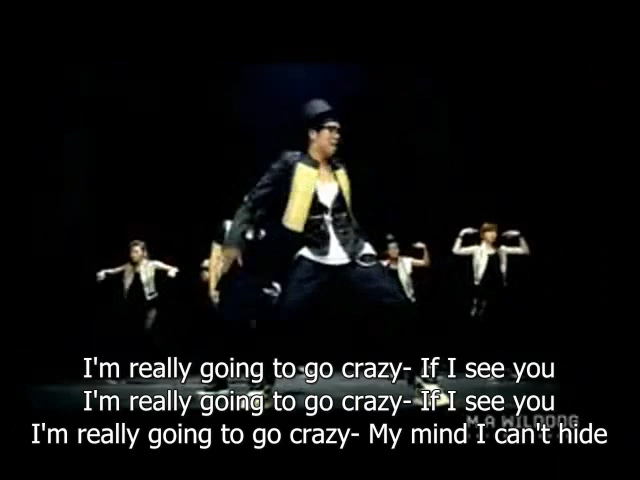 I'm really going to go crazy- If I see you
I'm really going to go crazy- If I see you
I'm really going to go crazy- My mind I can't hide
M.A WILDDOG